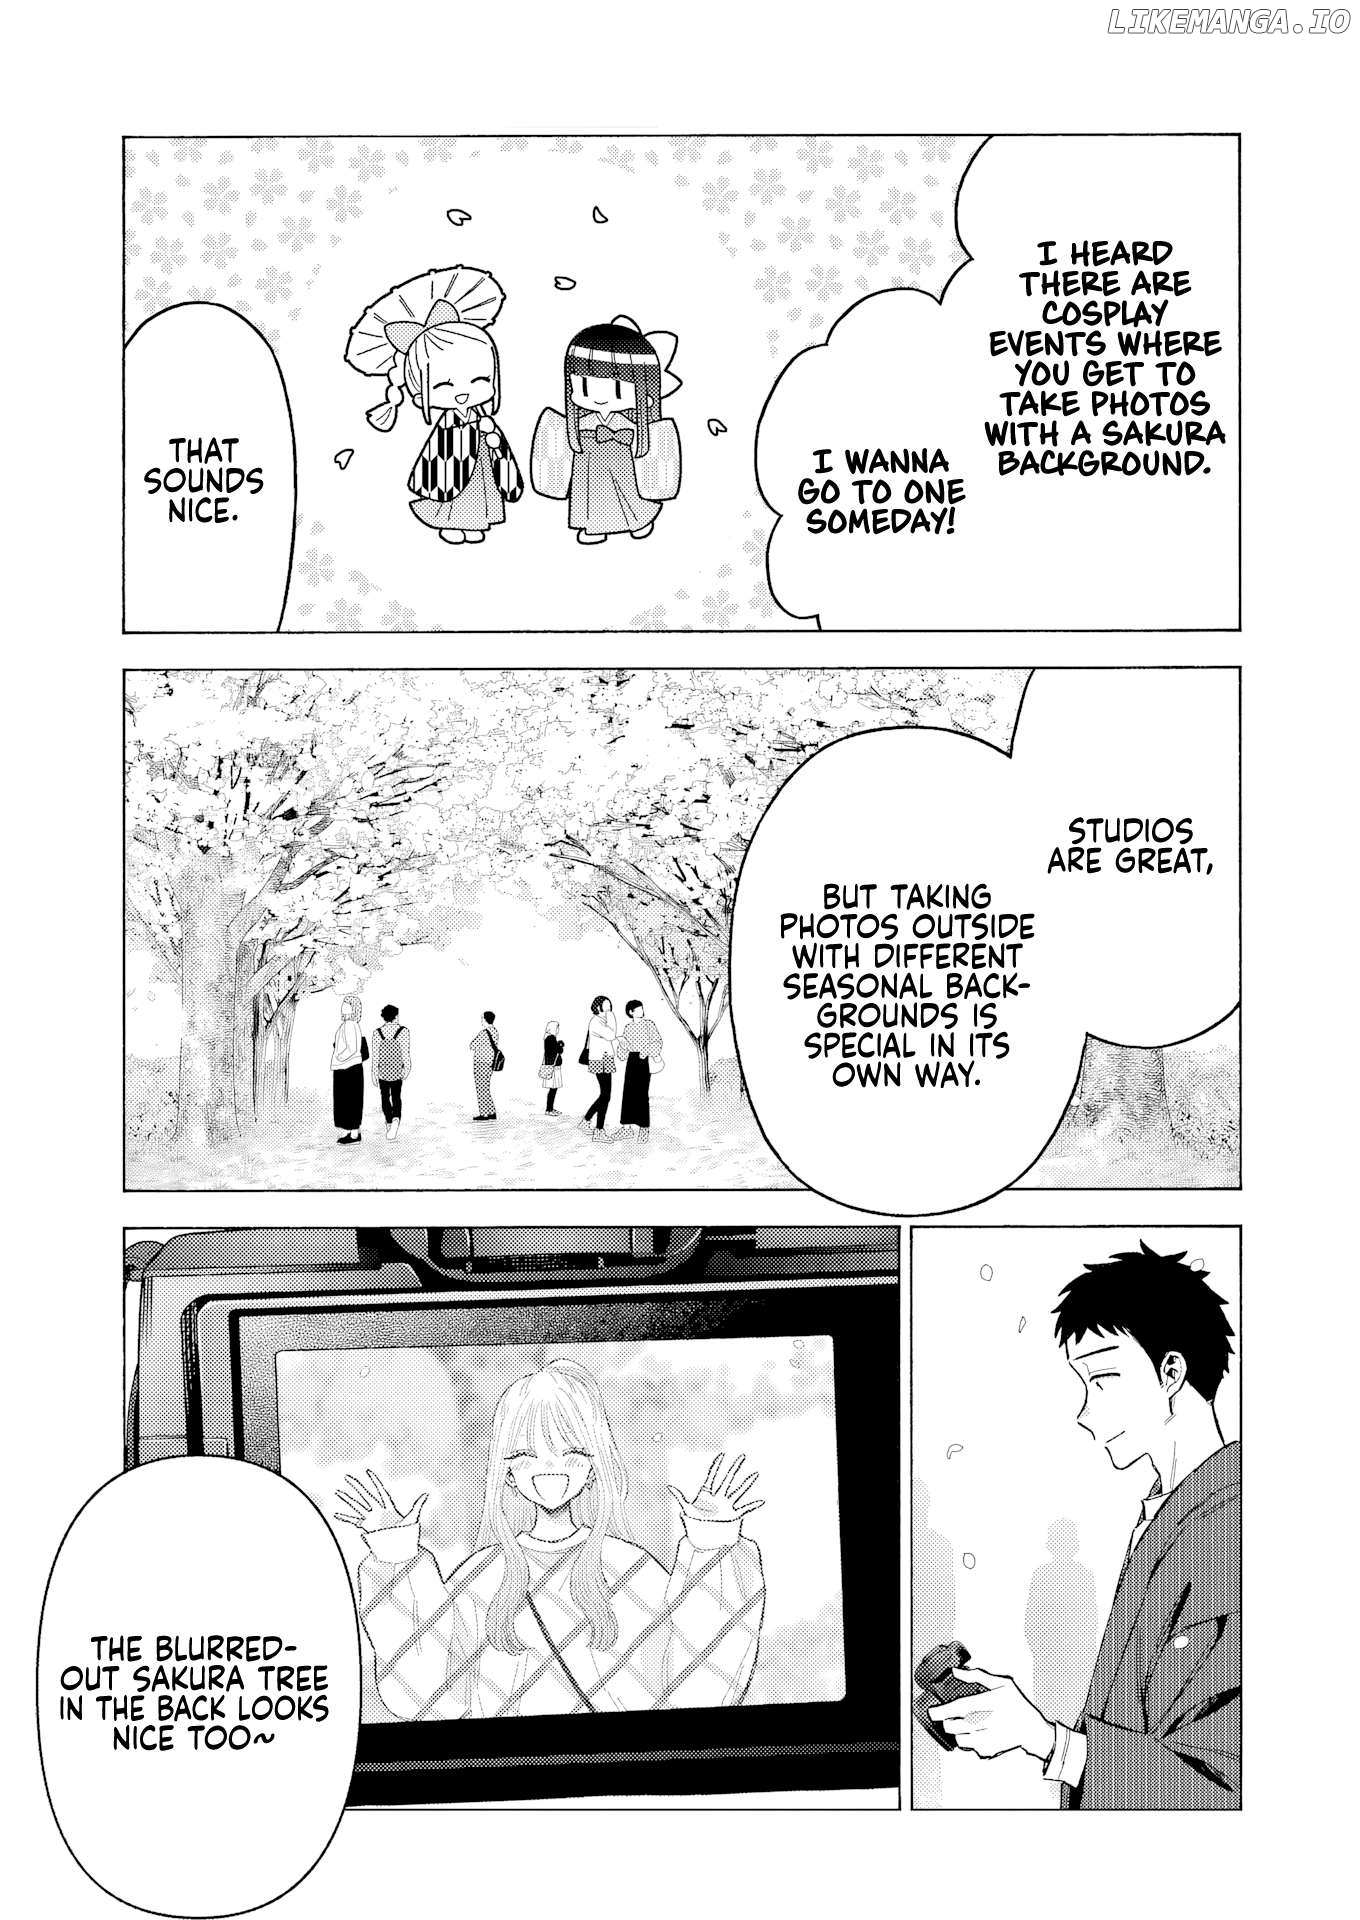 LIKEMANGA.IO
I HEARD
THERE ARE
COSPLAY
EVENTS WHERE
YOU GET TO
TAKE PHOTOS
WITH A SAKURA
BACKGROUND.
I WANNA
GO TO ONE
SOMEDAY!
THAT
SOUNDS
NICE.
STUDIOS
ARE GREAT,
BUT TAKING
PHOTOS OUTSIDE
WITH DIFFERENT
SEASONAL BACK-
GROUNDS IS
SPECIAL IN ITS
OWN WAY.
THE BLURRED-
OUT SAKURA TREE
IN THE BACK LOOKS
NICE TOO~